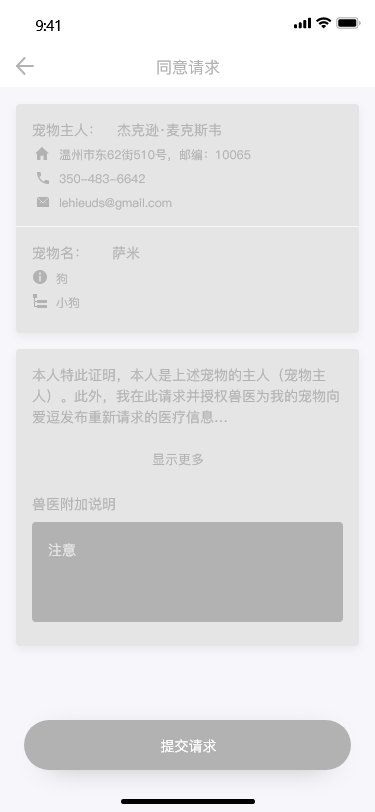 9:41
同意请求
宠物主人： 杰克逊·麦克斯韦
温州市东62街510号，邮编：10065
350-483-6642
lehieuds@gmail.com
宠物名： 萨米
狗
小狗
本人特此证明，本人是上述宠物的主人（宠物主
人）。此外，我在此请求并授权兽医为我的宠物向
爱逗发布重新请求的医疗信息...
显示更多
兽医附加说明
注意
提交请求